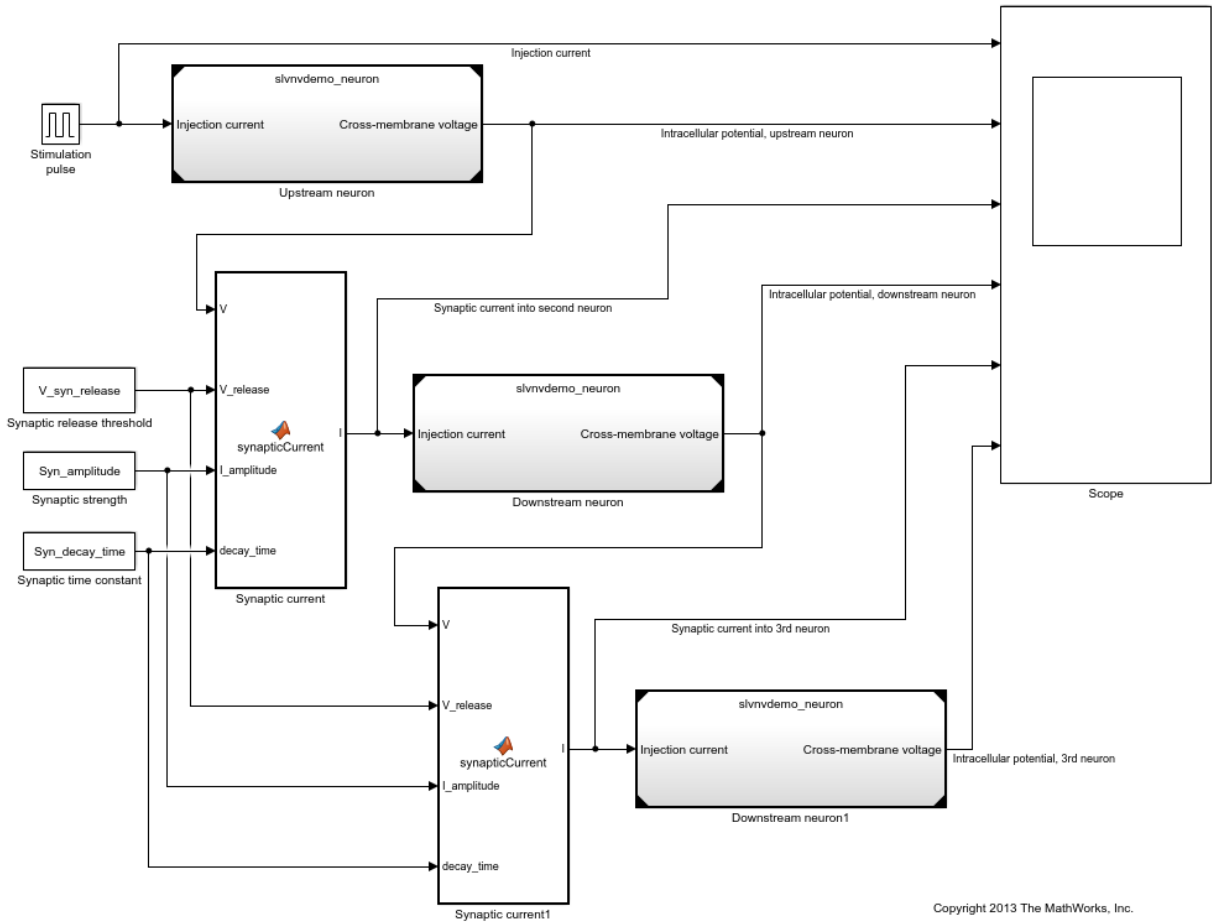 Injection current
slvnvdemo_neuron
Injection current
Cross-membrane voltage
Stimulation
pulse
Intracellular potential, upstream neuron
Upstream neuron
V
Synaptic current into second neuron
Intracellular potential, downstream neuron
V_syn_release
V_release
Synaptic release threshold
synapticCurrent
I
slvnvdemo_neuron
Injection current
Cross-membrane voltage
Syn_amplitude
I_amplitude
Synaptic strength
Downstream neuron
Scope
Syn_decay_time
decay_time
Synaptic time constant
Synaptic current
V
Synaptic current into 3rd neuron
V_release
slvnvdemo_neuron
synapticCurrent
I
Injection current
Cross-membrane voltage
Intracellular potential, 3rd neuron
I_amplitude
Downstream neuron1
decay_time
Synaptic current1
Copyright 2013 The MathWorks, Inc.